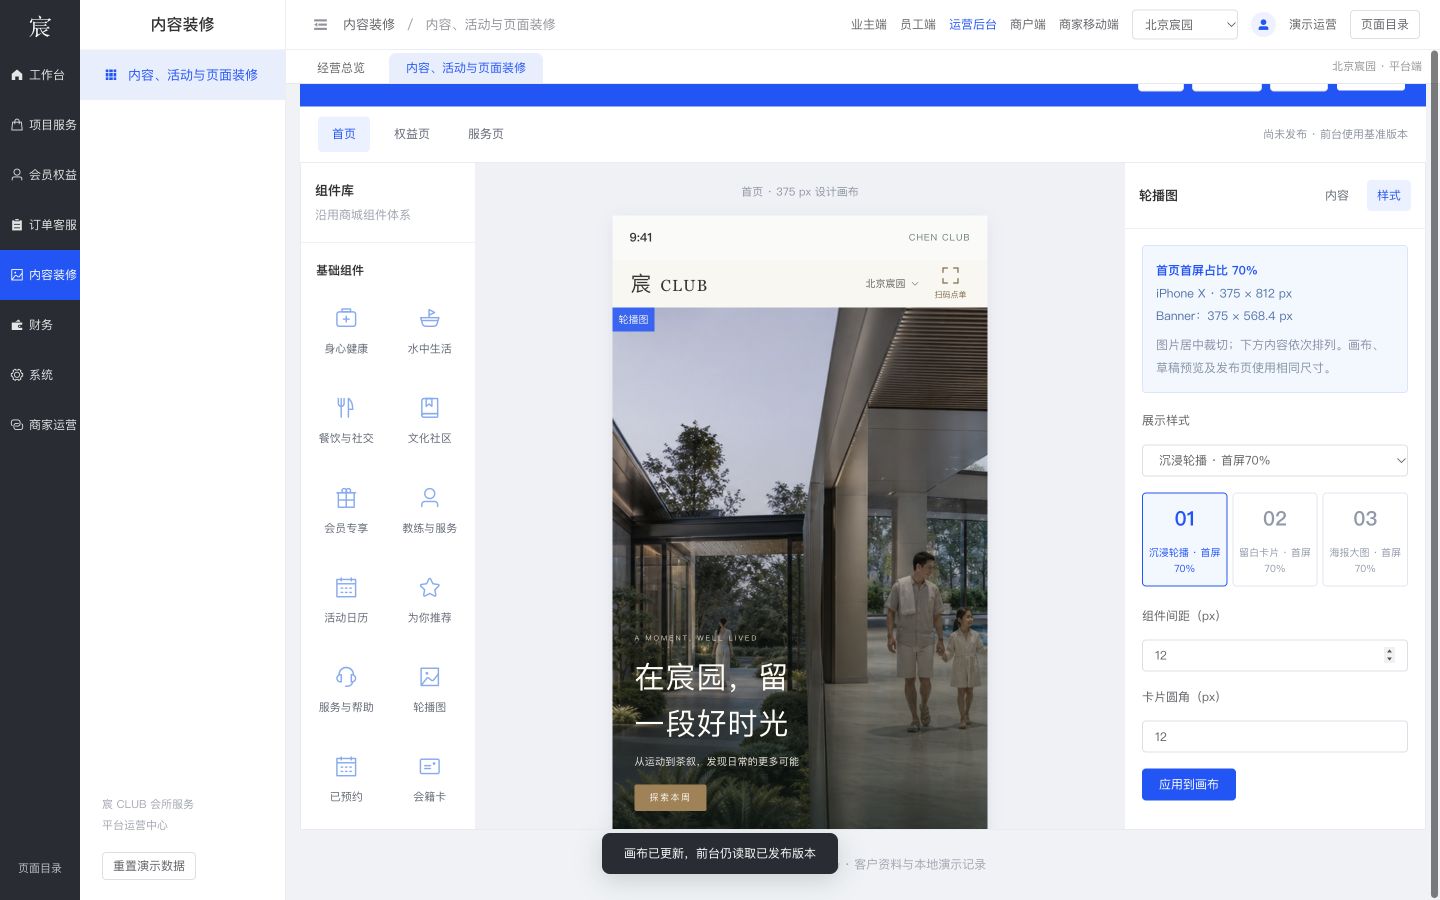 宸
工作台
项目服务
会员权益
订单客服
内容装修
财务
系统
商家运营
页面目录
内容装修
内容、活动与页面装修
宸 CLUB 会所服务
平台运营中心
重置演示数据
内容装修 / 内容、活动与页面装修
业主端 员工端 运营后台 商户端 商家移动端 北京宸园 演示运营 页面目录
经营总览 内容、活动与页面装修
北京宸园 · 平台端
首页 权益页 服务页
尚未发布 · 前台使用基准版本
组件库
沿用商城组件体系
基础组件
身心健康 水中生活
餐饮与社交 文化社区
会员专享 教练与服务
活动日历 为你推荐
服务与帮助 轮播图
已预约 会籍卡
首页 · 375 px 设计画布
9:41 CHEN CLUB
宸 CLUB 北京宸园
扫码点单
轮播图
A MOMENT, WELL LIVED
在宸园，留
一段好时光
从运动到茶叙，发现日常的更多可能
探索本周
轮播图 内容 样式
首页首屏占比 70%
iPhone X · 375 × 812 px
Banner：375 × 568.4 px
图片居中裁切；下方内容依次排列。画布、
草稿预览及发布页使用相同尺寸。
展示样式
沉浸轮播 · 首屏70%
01 02 03
沉浸轮播 · 首屏 留白卡片 · 首屏 海报大图 · 首屏
70% 70% 70%
组件间距（px）
12
卡片圆角（px）
12
应用到画布
画布已更新，前台仍读取已发布版本
· 客户资料与本地演示记录